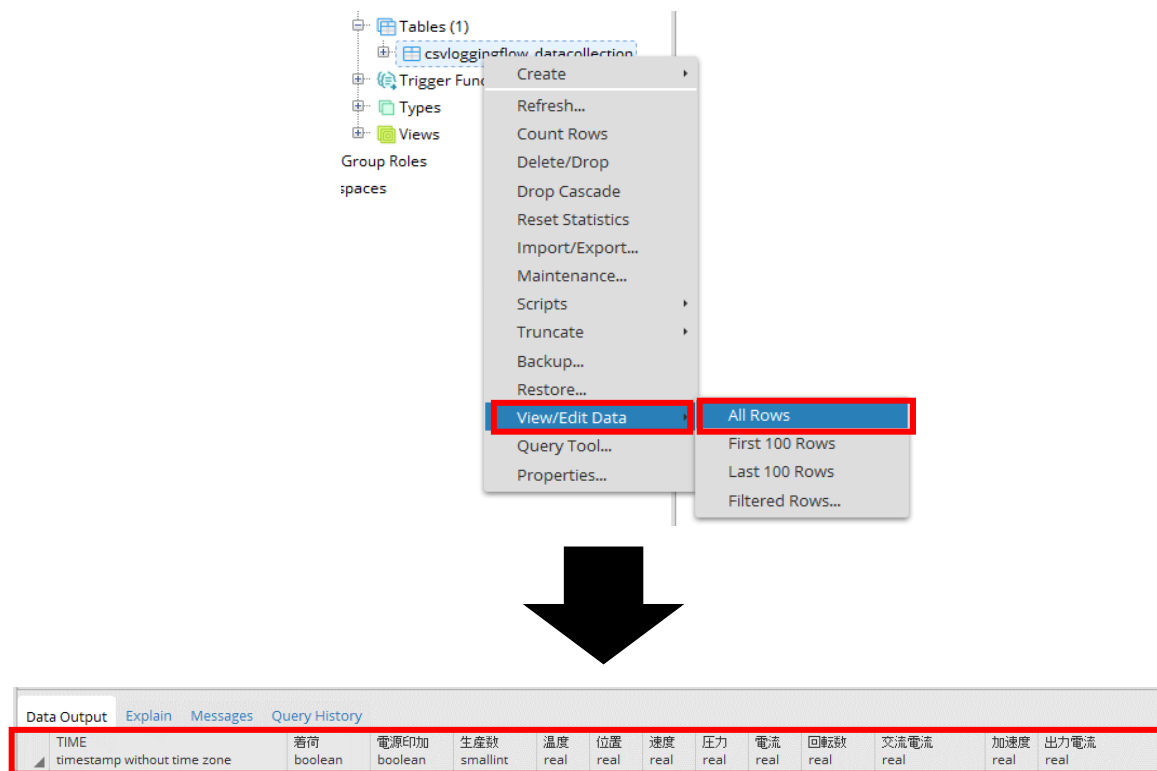 Tables (1)
csvloggingflow_datacollection
Trigger Func
Types
Views
Group Roles
spaces
Create
Refresh...
Count Rows
Delete/Drop
Drop Cascade
Reset Statistics
Import/Export...
Maintenance...
Scripts
Truncate
Backup...
Restore...
View/Edit Data
Query Tool...
Properties...
All Rows
First 100 Rows
Last 100 Rows
Filtered Rows...
Data Output Explain Messages Query History
TIME 着荷 電源印加 生産数 温度 位置 速度 圧力 電流 回転数 交流電流 加速度 出力電流
timestamp without time zone boolean boolean smallint real real real real real real real real real